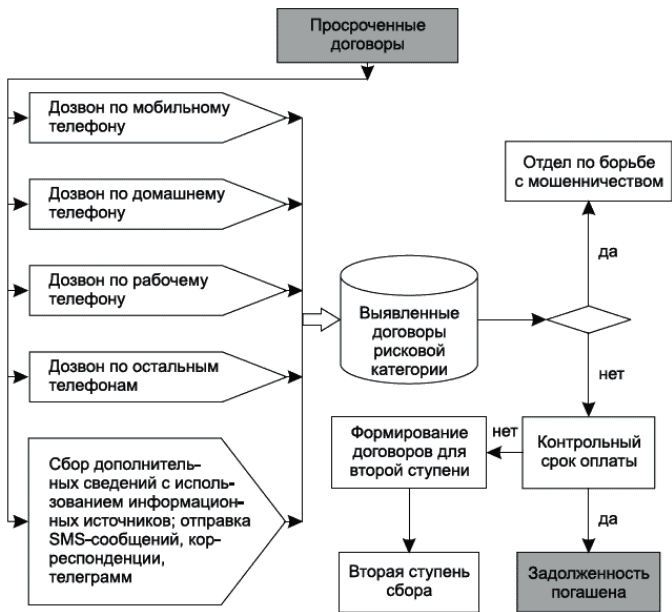 Просроченные
договоры
Дозвон по мобильному
телефону
Дозвон по домашнему
телефону
Дозвон по рабочему
телефону
Дозвон по остальным
телефонам
Сбор дополнитель-
ных сведений с исполь-
зованием информацион-
ных источников; отправка
SMS-сообщений, кор-
респонденции,
телеграмм
Выявленные
договоры
рисковой
категории
Отдел по борьбе
с мошенничеством
да
нет
Контрольный
срок оплаты
нет
Формирование
договоров для
второй ступени
да
Вторая ступень
сбора
Задолженность
погашена